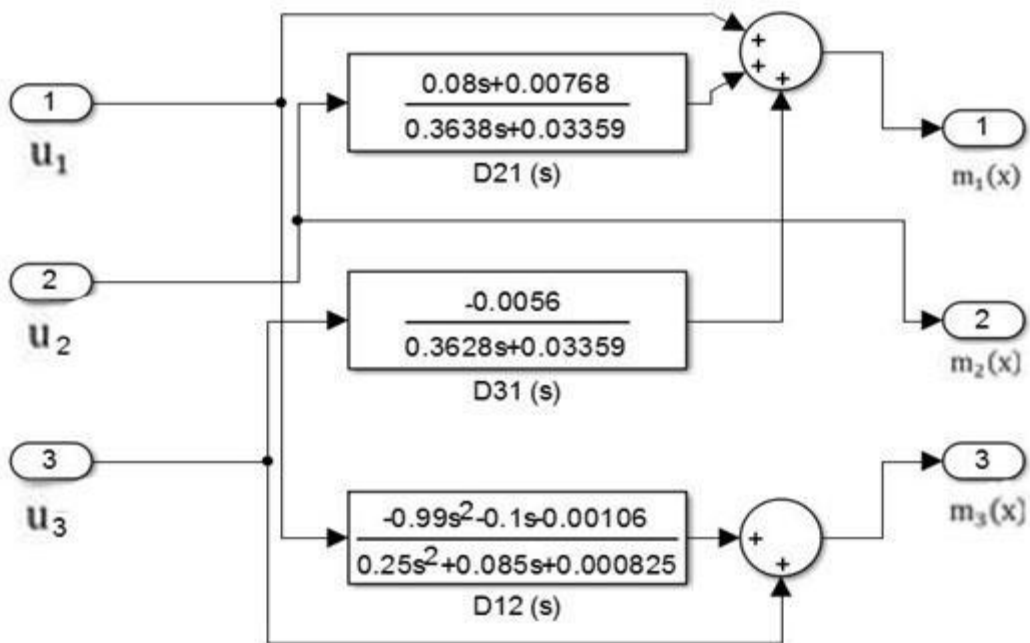 1
u₁
2
u₂
3
u₃
0.08s+0.00768
0.3638s+0.03359
D21 (s)
-0.0056
0.3628s+0.03359
D31 (s)
-0.99s²-0.1s-0.00106
0.25s²+0.085s+0.000825
D12 (s)
+
+
+
+
+
1
m₁(x)
2
m₂(x)
3
m₃(x)